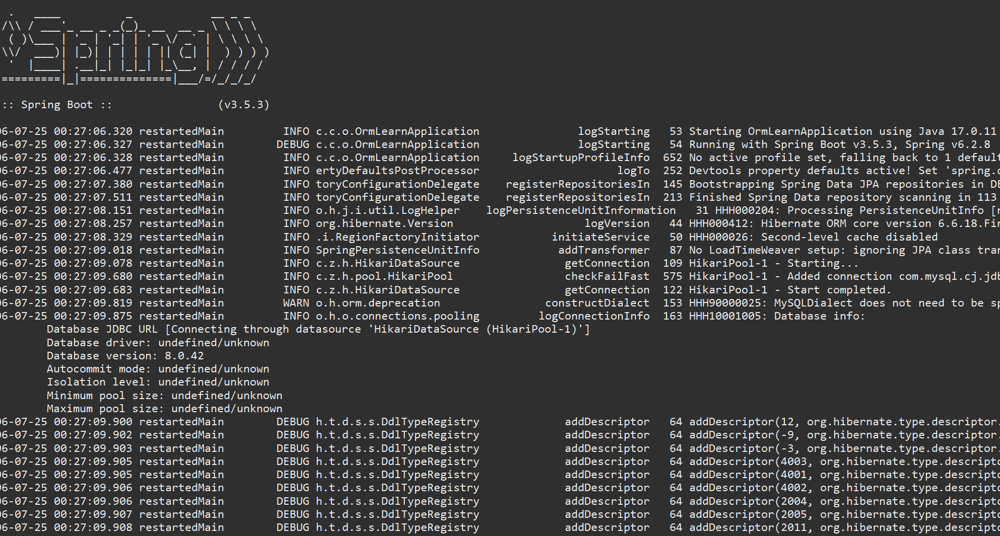 .   ____          _            __ _ _
/\\ / ___'_ __ _ _(_)_ __  __ _ \ \ \ \
 ( )\___ | '_ | '_| | '_ \/ _` | \ \ \ \
\\/  ___)| |_)| | | | | || (_| |  ) ) ) )
 '  |____| .__|_| |_|_| |_\__, | / / / /
=========|_|==============|___/=/_/_/_/
:: Spring Boot ::                (v3.5.3)
06-07-25 00:27:06.320 restartedMain INFO c.c.o.OrmLearnApplication logStarting 53 Starting OrmLearnApplication using Java 17.0.11
06-07-25 00:27:06.327 restartedMain DEBUG c.c.o.OrmLearnApplication logStarting 54 Running with Spring Boot v3.5.3, Spring v6.2.8
06-07-25 00:27:06.328 restartedMain INFO c.c.o.OrmLearnApplication logStartupProfileInfo 652 No active profile set, falling back to 1 default
06-07-25 00:27:06.477 restartedMain INFO ertyDefaultsPostProcessor logTo 252 Devtools property defaults active! Set 'spring.
06-07-25 00:27:07.380 restartedMain INFO toryConfigurationDelegate registerRepositoriesIn 145 Bootstrapping Spring Data JPA repositories in DE
06-07-25 00:27:07.511 restartedMain INFO toryConfigurationDelegate registerRepositoriesIn 213 Finished Spring Data repository scanning in 113
06-07-25 00:27:08.151 restartedMain INFO o.h.j.i.util.LogHelper logPersistenceUnitInformation 31 HHH000204: Processing PersistenceUnitInfo [
06-07-25 00:27:08.257 restartedMain INFO org.hibernate.Version logVersion 44 HHH000412: Hibernate ORM core version 6.6.18.Fin
06-07-25 00:27:08.329 restartedMain INFO .i.RegionFactoryInitiator initiateService 50 HHH000026: Second-level cache disabled
06-07-25 00:27:09.018 restartedMain INFO SpringPersistenceUnitInfo addTransformer 87 No LoadTimeWeaver setup: ignoring JPA class tran
06-07-25 00:27:09.078 restartedMain INFO c.z.h.HikariDataSource getConnection 109 HikariPool-1 - Starting...
06-07-25 00:27:09.680 restartedMain INFO c.z.h.pool.HikariPool checkFailFast 575 HikariPool-1 - Added connection com.mysql.cj.jdb
06-07-25 00:27:09.683 restartedMain INFO c.z.h.HikariDataSource getConnection 122 HikariPool-1 - Start completed.
06-07-25 00:27:09.819 restartedMain WARN o.h.orm.deprecation constructDialect 153 HHH90000025: MySQLDialect does not need to be sp
06-07-25 00:27:09.875 restartedMain INFO o.h.o.connections.pooling logConnectionInfo 163 HHH10001005: Database info:
Database JDBC URL [Connecting through datasource 'HikariDataSource (HikariPool-1)']
Database driver: undefined/unknown
Database version: 8.0.42
Autocommit mode: undefined/unknown
Isolation level: undefined/unknown
Minimum pool size: undefined/unknown
Maximum pool size: undefined/unknown
06-07-25 00:27:09.900 restartedMain DEBUG h.t.d.s.s.DdlTypeRegistry addDescriptor 64 addDescriptor(12, org.hibernate.type.descriptor.
06-07-25 00:27:09.902 restartedMain DEBUG h.t.d.s.s.DdlTypeRegistry addDescriptor 64 addDescriptor(-9, org.hibernate.type.descriptor.
06-07-25 00:27:09.903 restartedMain DEBUG h.t.d.s.s.DdlTypeRegistry addDescriptor 64 addDescriptor(-3, org.hibernate.type.descriptor.
06-07-25 00:27:09.905 restartedMain DEBUG h.t.d.s.s.DdlTypeRegistry addDescriptor 64 addDescriptor(4003, org.hibernate.type.descripto
06-07-25 00:27:09.905 restartedMain DEBUG h.t.d.s.s.DdlTypeRegistry addDescriptor 64 addDescriptor(4001, org.hibernate.type.descripto
06-07-25 00:27:09.906 restartedMain DEBUG h.t.d.s.s.DdlTypeRegistry addDescriptor 64 addDescriptor(4002, org.hibernate.type.descripto
06-07-25 00:27:09.906 restartedMain DEBUG h.t.d.s.s.DdlTypeRegistry addDescriptor 64 addDescriptor(2004, org.hibernate.type.descripto
06-07-25 00:27:09.907 restartedMain DEBUG h.t.d.s.s.DdlTypeRegistry addDescriptor 64 addDescriptor(2005, org.hibernate.type.descripto
06-07-25 00:27:09.908 restartedMain DEBUG h.t.d.s.s.DdlTypeRegistry addDescriptor 64 addDescriptor(2011, org.hibernate.type.descripto